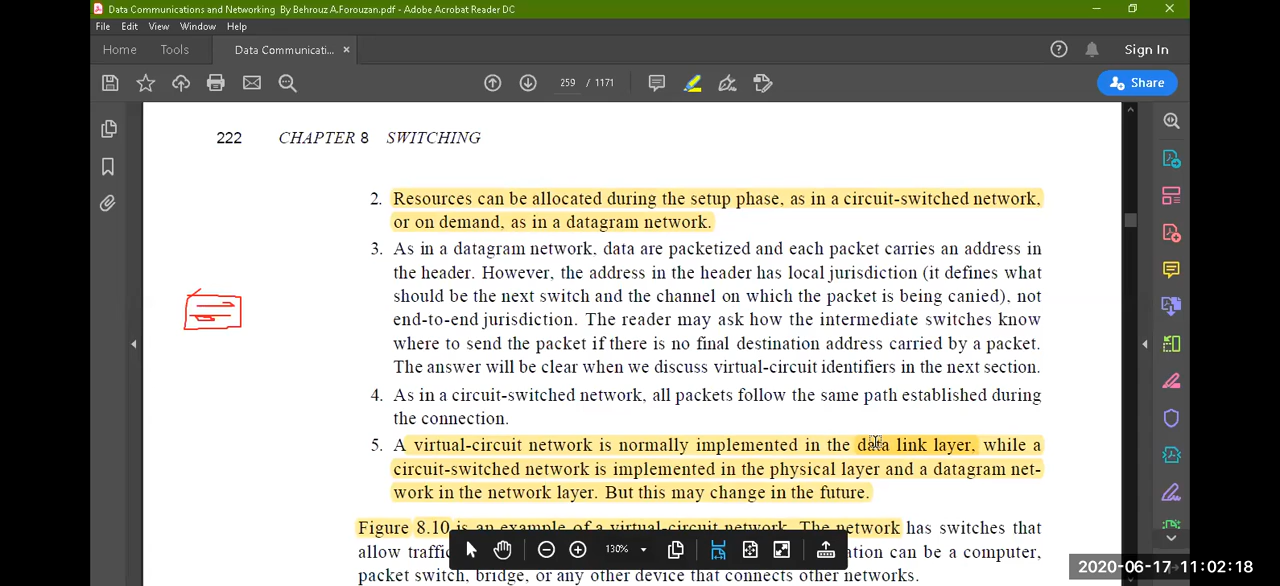 Data Communications and Networking By Behrouz A.Forouzan.pdf - Adobe Acrobat Reader DC
File Edit View Window Help
Home Tools Data Communicati... × Sign In
259 / 1171 Share
222 CHAPTER 8 SWITCHING
2. Resources can be allocated during the setup phase, as in a circuit-switched network,
or on demand, as in a datagram network.
3. As in a datagram network, data are packetized and each packet carries an address in
the header. However, the address in the header has local jurisdiction (it defines what
should be the next switch and the channel on which the packet is being canied), not
end-to-end jurisdiction. The reader may ask how the intermediate switches know
where to send the packet if there is no final destination address carried by a packet.
The answer will be clear when we discuss virtual-circuit identifiers in the next section.
4. As in a circuit-switched network, all packets follow the same path established during
the connection.
5. A virtual-circuit network is normally implemented in the data link layer, while a
circuit-switched network is implemented in the physical layer and a datagram net-
work in the network layer. But this may change in the future.
Figure 8.10 is an example of a virtual-circuit network. The network has switches that
allow traffic
ation can be a computer,
130%
packet switch, bridge, or any other device that connects other networks.
2020-06-17 11:02:18